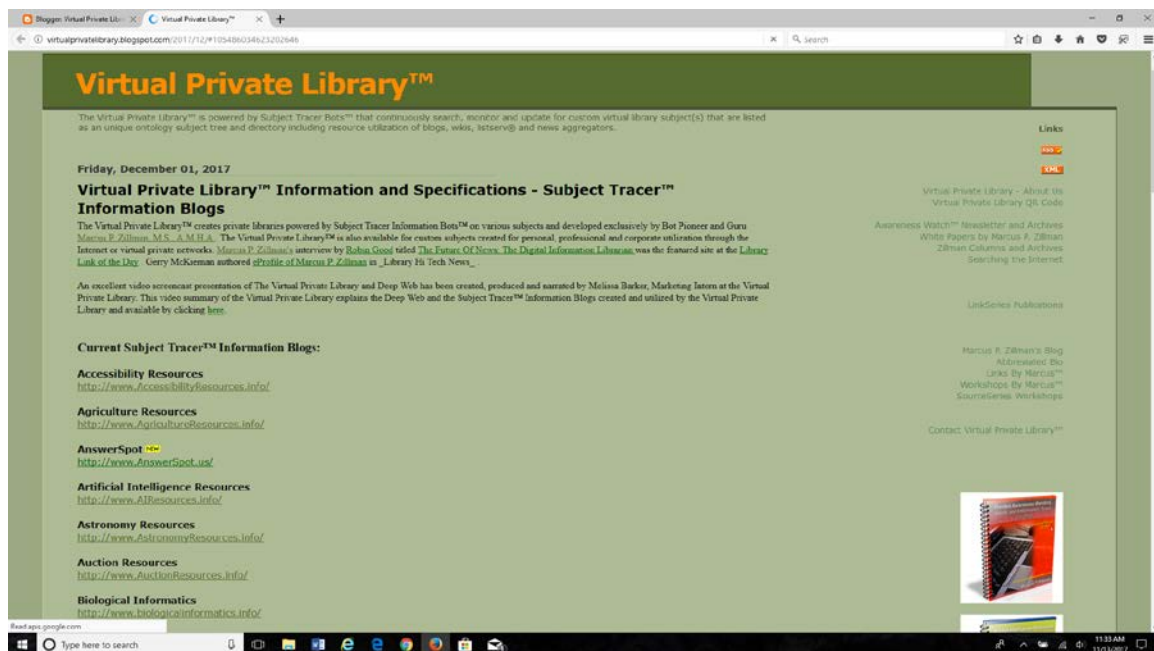 Blogger: Virtual Private Libr
Virtual Private Library™
virtualprivatelibrary.blogspot.com/2017/12/#105486034623202646
Search
Virtual Private Library™
The Virtual Private Library™ is powered by Subject Tracer Bots™ that continuously search, monitor and update for custom virtual library subject(s) that are listed
as an unique ontology subject tree and directory including resource utilization of blogs, wikis, listserv® and news aggregators.
Friday, December 01, 2017
Virtual Private Library™ Information and Specifications - Subject Tracer™
Information Blogs
The Virtual Private Library™ creates private libraries powered by Subject Tracer Information Bots™ on various subjects and developed exclusively by Bot Pioneer and Guru
Marcus P. Zillman, M.S., A.M.H.A. The Virtual Private Library™ is also available for custom subjects created for personal, professional and corporate utilization through the
Internet or virtual private networks. Marcus P. Zillman's interview by Robin Good titled The Future Of News: The Digital Information Librarian was the featured site at the Library
Link of the Day. Gerry McKiernan authored eProfile of Marcus P. Zillman in _Library Hi Tech News_
An excellent video screencast presentation of The Virtual Private Library and Deep Web has been created, produced and narrated by Melissa Barker, Marketing Intern at the Virtual
Private Library. This video summary of the Virtual Private Library explains the Deep Web and the Subject Tracer™ Information Blogs created and utilized by the Virtual Private
Library and available by clicking here.
Current Subject Tracer™ Information Blogs:
Accessibility Resources
http://www.AccessibilityResources.info/
Agriculture Resources
http://www.AgricultureResources.info/
AnswerSpot NEW
http://www.AnswerSpot.us/
Artificial Intelligence Resources
http://www.AIResources.info/
Astronomy Resources
http://www.AstronomyResources.info/
Auction Resources
http://www.AuctionResources.Info/
Biological Informatics
http://www.biologicalinformatics.info/
Links
RSS
XML
Virtual Private Library - About Us
Virtual Private Library QR Code
Awareness Watch™ Newsletter and Archives
White Papers by Marcus P. Zillman
Zillman Columns and Archives
Searching the Internet
LinkSeries Publications
Marcus P. Zillman's Blog
Abbreviated Bio
Links By Marcus™
Workshops By Marcus™
SourceSeries Workshops
Contact Virtual Private Library™
Read apis.google.com
Type here to search
11:33 AM
11/13/2017